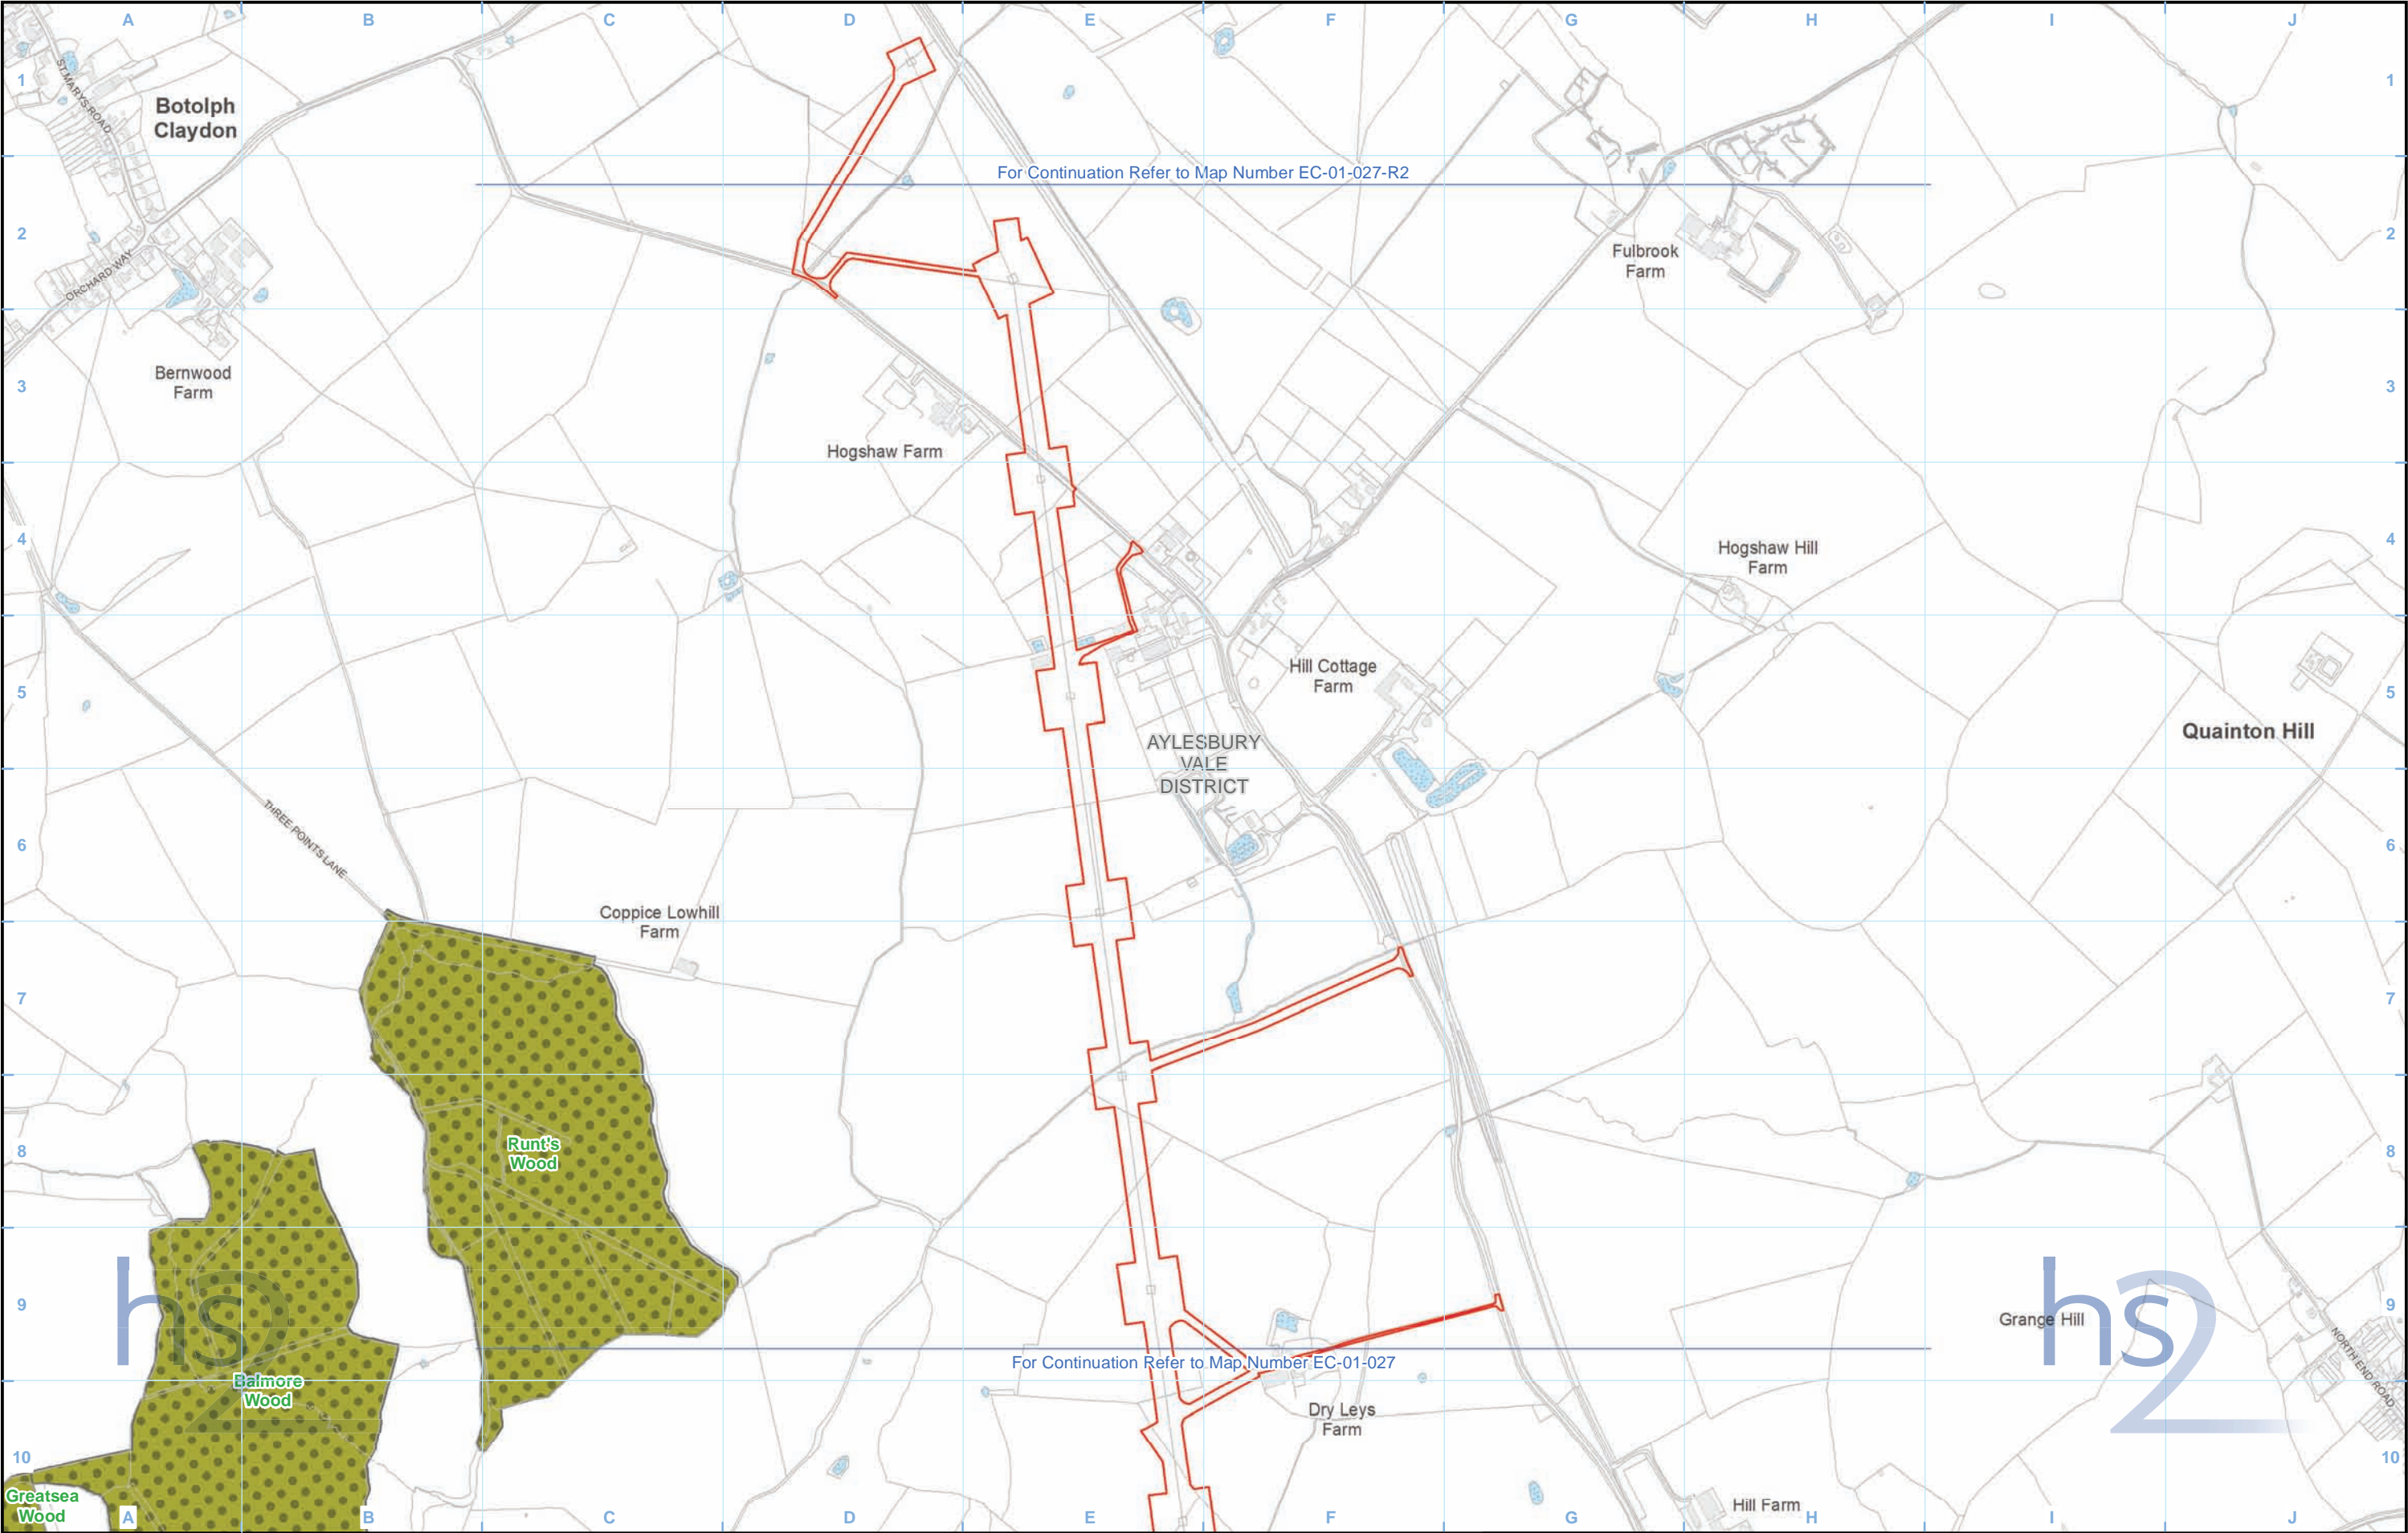 A B C D E F G H I J
1 1
ST MARYS ROAD
Botolph
Claydon
For Continuation Refer to Map Number EC-01-027-R2
2 2
ORCHARD WAY
Fulbrook
Farm
3 3
Bernwood
Farm
Hogshaw Farm
4 4
Hogshaw Hill
Farm
5 5
Hill Cottage
Farm
Quainton Hill
AYLESBURY
VALE
DISTRICT
THREE POINTS LANE
6 6
Coppice Lowhill
Farm
7 7
8 8
Runt's
Wood
9 9
hs2
Grange Hill
hs2
NORTH END ROAD
For Continuation Refer to Map Number EC-01-027
Balmore
Wood
Dry Leys
Farm
10 10
Greatsea
Wood
Hill Farm
A B C D E F G H I J